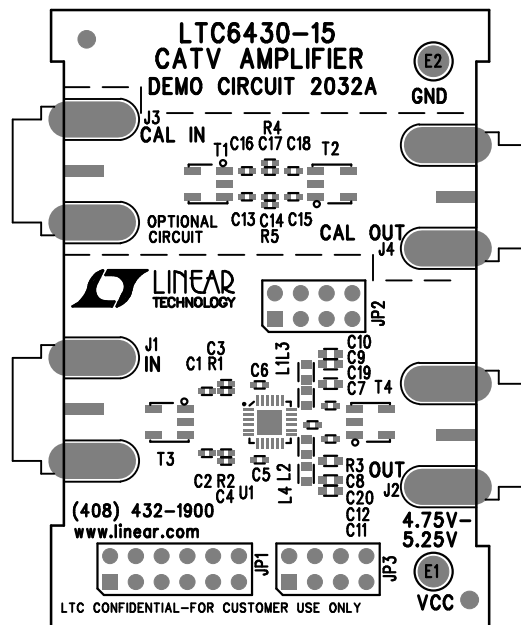 LTC6430-15
CATV AMPLIFIER
DEMO CIRCUIT 2032A
E2
GND
J3
CAL IN
R4
C16 C17 C18
T1
T2
C13 C14 C15
R5
OPTIONAL
CIRCUIT
CAL OUT
J4
LINEAR
TECHNOLOGY
JP2
J1
IN
C3
C1 R1
C6
L1 L3
C10
C9
C19
C7
T4
T3
C2 R2
C4
U1
C5
L4 L2
R3
C8
C20
C12
C11
OUT
J2
(408) 432-1900
www.linear.com
4.75V-
5.25V
JP1
JP3
E1
VCC
LTC CONFIDENTIAL-FOR CUSTOMER USE ONLY